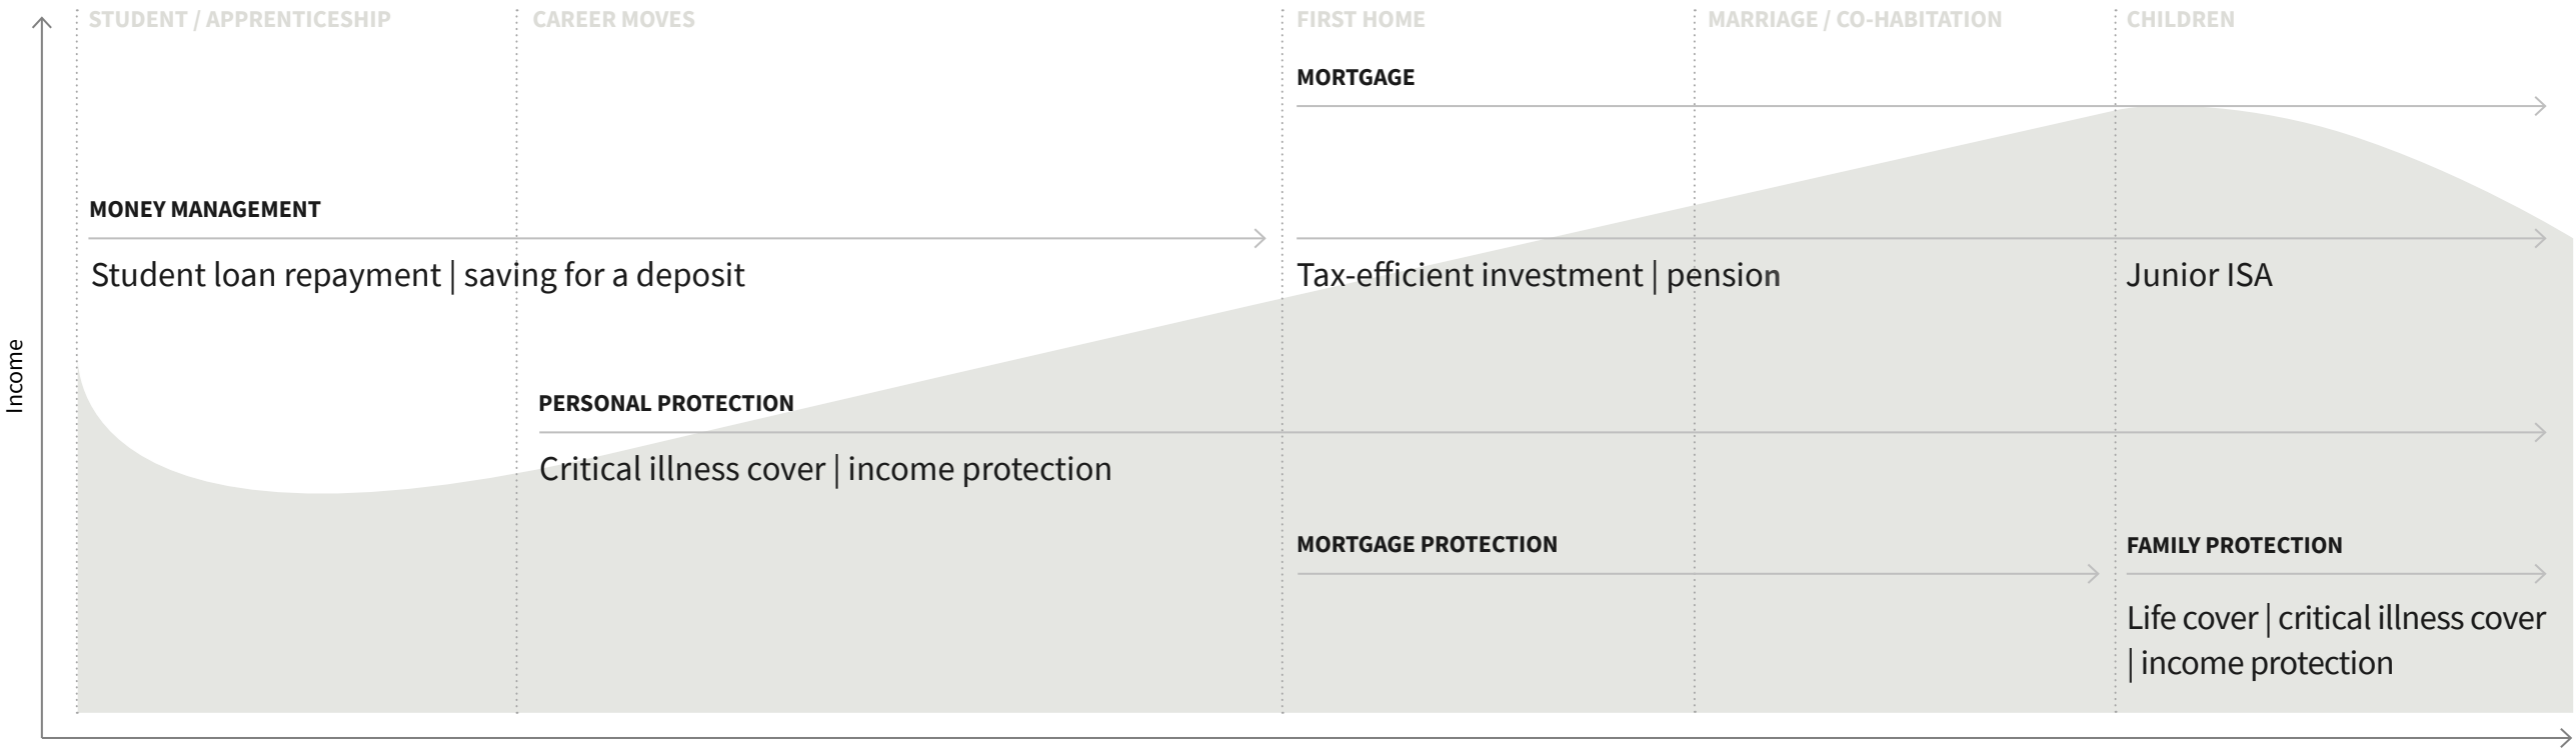 STUDENT / APPRENTICESHIP
CAREER MOVES
FIRST HOME
MARRIAGE / CO-HABITATION
CHILDREN
MORTGAGE
MONEY MANAGEMENT
Student loan repayment | saving for a deposit
Tax-efficient investment | pension
Junior ISA
Income
PERSONAL PROTECTION
Critical illness cover | income protection
MORTGAGE PROTECTION
FAMILY PROTECTION
Life cover | critical illness cover
| income protection